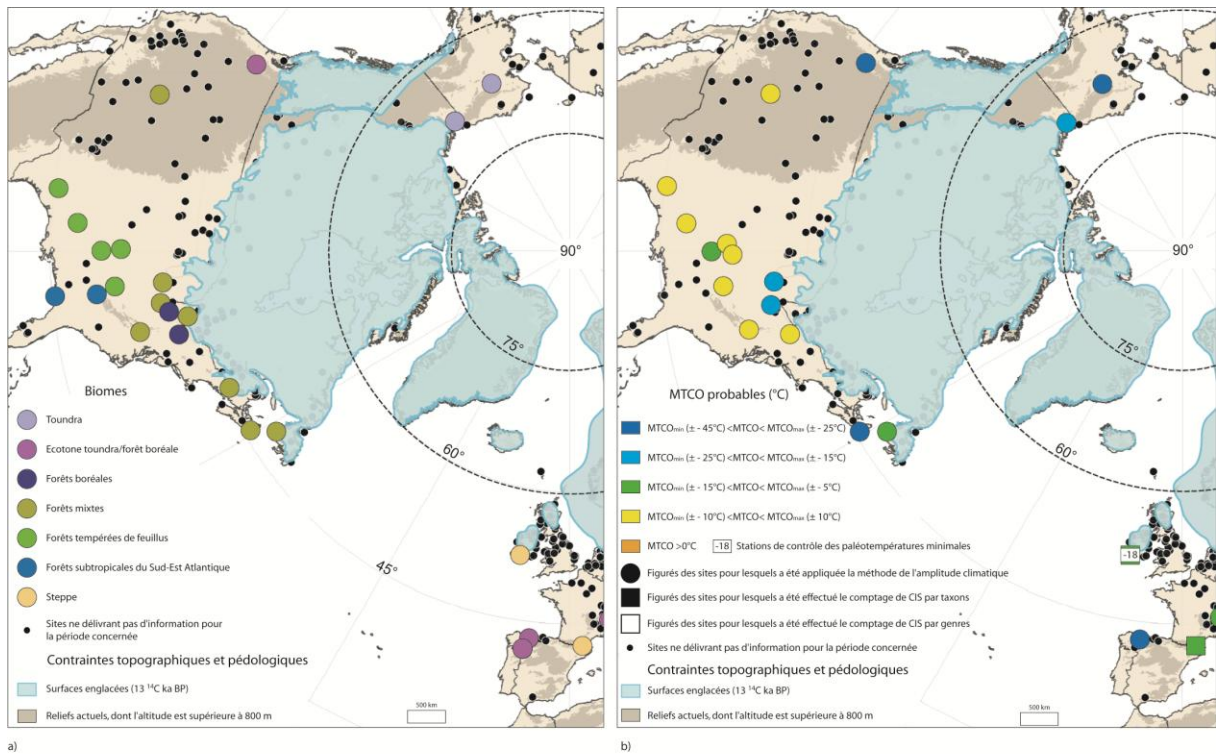 90°
75°
60°
45°
Biomes
Toundra
Ecotone toundra/forêt boréale
Forêts boréales
Forêts mixtes
Forêts tempérées de feuillus
Forêts subtropicales du Sud-Est Atlantique
Steppe
Sites ne délivrant pas d'information pour
la période concernée
Contraintes topographiques et pédologiques
Surfaces englacées (13 ¹⁴C ka BP)
Reliefs actuels, dont l'altitude est supérieure à 800 m
500 km
a)
90°
75°
60°
45°
MTCO probables (°C)
MTCOmin (± - 45°C) <MTCO< MTCOmax (± - 25°C)
MTCOmin (± - 25°C) <MTCO< MTCOmax (± - 15°C)
MTCOmin (± - 15°C) <MTCO< MTCOmax (± - 5°C)
MTCOmin (± - 10°C) <MTCO< MTCOmax (± 10°C)
MTCO >0°C -18 Stations de contrôle des paléotempératures minimales
Figurés des sites pour lesquels a été appliquée la méthode de l'amplitude climatique
Figurés des sites pour lesquels a été effectué le comptage de CIS par taxons
Figurés des sites pour lesquels a été effectué le comptage de CIS par genres
Sites ne délivrant pas d'information pour la période concernée
-18
Contraintes topographiques et pédologiques
Surfaces englacées (13 ¹⁴C ka BP)
Reliefs actuels, dont l'altitude est supérieure à 800 m
500 km
b)